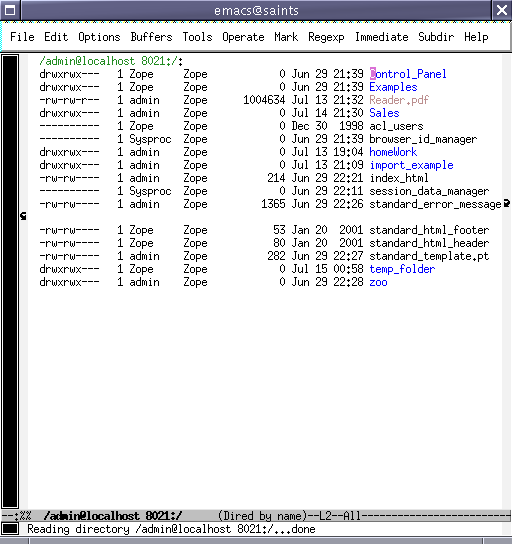 emacs@saints
File Edit Options Buffers Tools Operate Mark Regexp Immediate Subdir Help
/admin@localhost 8021:/:
drwxrwx--- 1 Zope Zope 0 Jun 29 21:39 Control_Panel
drwxrwx--- 1 Zope Zope 0 Jun 29 21:39 Examples
-rw-rw-r-- 1 admin Zope 1004634 Jul 13 21:32 Reader.pdf
drwxrwx--- 1 admin Zope 0 Jul 14 21:30 Sales
---------- 1 Zope Zope 0 Dec 30 1998 acl_users
---------- 1 Sysproc Zope 0 Jun 29 21:39 browser_id_manager
drwxrwx--- 1 admin Zope 0 Jul 13 19:04 homeWork
drwxrwx--- 1 admin Zope 0 Jul 13 21:09 import_example
-rw-rw---- 1 admin Zope 214 Jun 29 22:21 index_html
---------- 1 Sysproc Zope 0 Jun 29 22:11 session_data_manager
-rw-rw---- 1 admin Zope 1365 Jun 29 22:26 standard_error_message
-rw-rw---- 1 Zope Zope 53 Jan 20 2001 standard_html_footer
-rw-rw---- 1 Zope Zope 80 Jan 20 2001 standard_html_header
-rw-rw---- 1 admin Zope 282 Jun 29 22:27 standard_template.pt
drwxrwx--- 1 Zope Zope 0 Jul 15 00:58 temp_folder
drwxrwx--- 1 admin Zope 0 Jun 29 22:28 zoo
--:%% /admin@localhost 8021:/ (Dired by name)--L2--All-------------------------
Reading directory /admin@localhost 8021:/...done